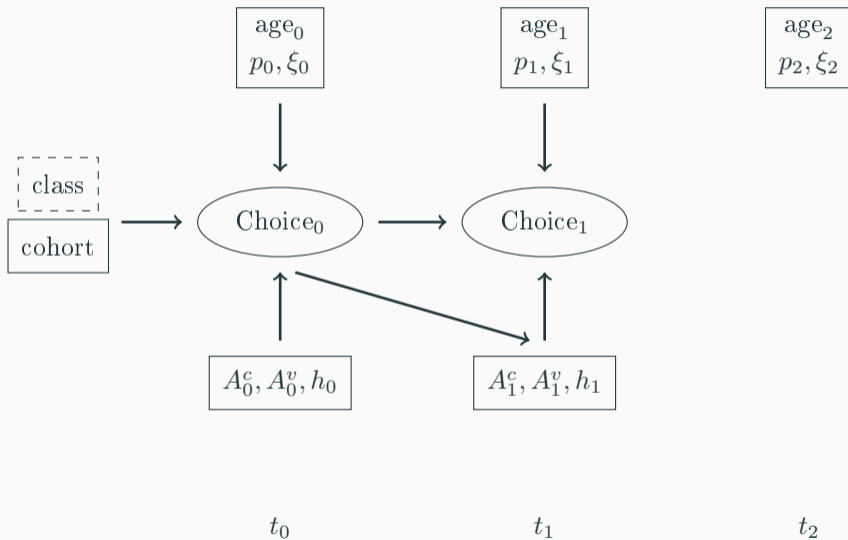 age₀
p₀, ξ₀
age₁
p₁, ξ₁
age₂
p₂, ξ₂
class
cohort
Choice₀
Choice₁
A₀ᶜ, A₀ᵛ, h₀
A₁ᶜ, A₁ᵛ, h₁
t₀
t₁
t₂